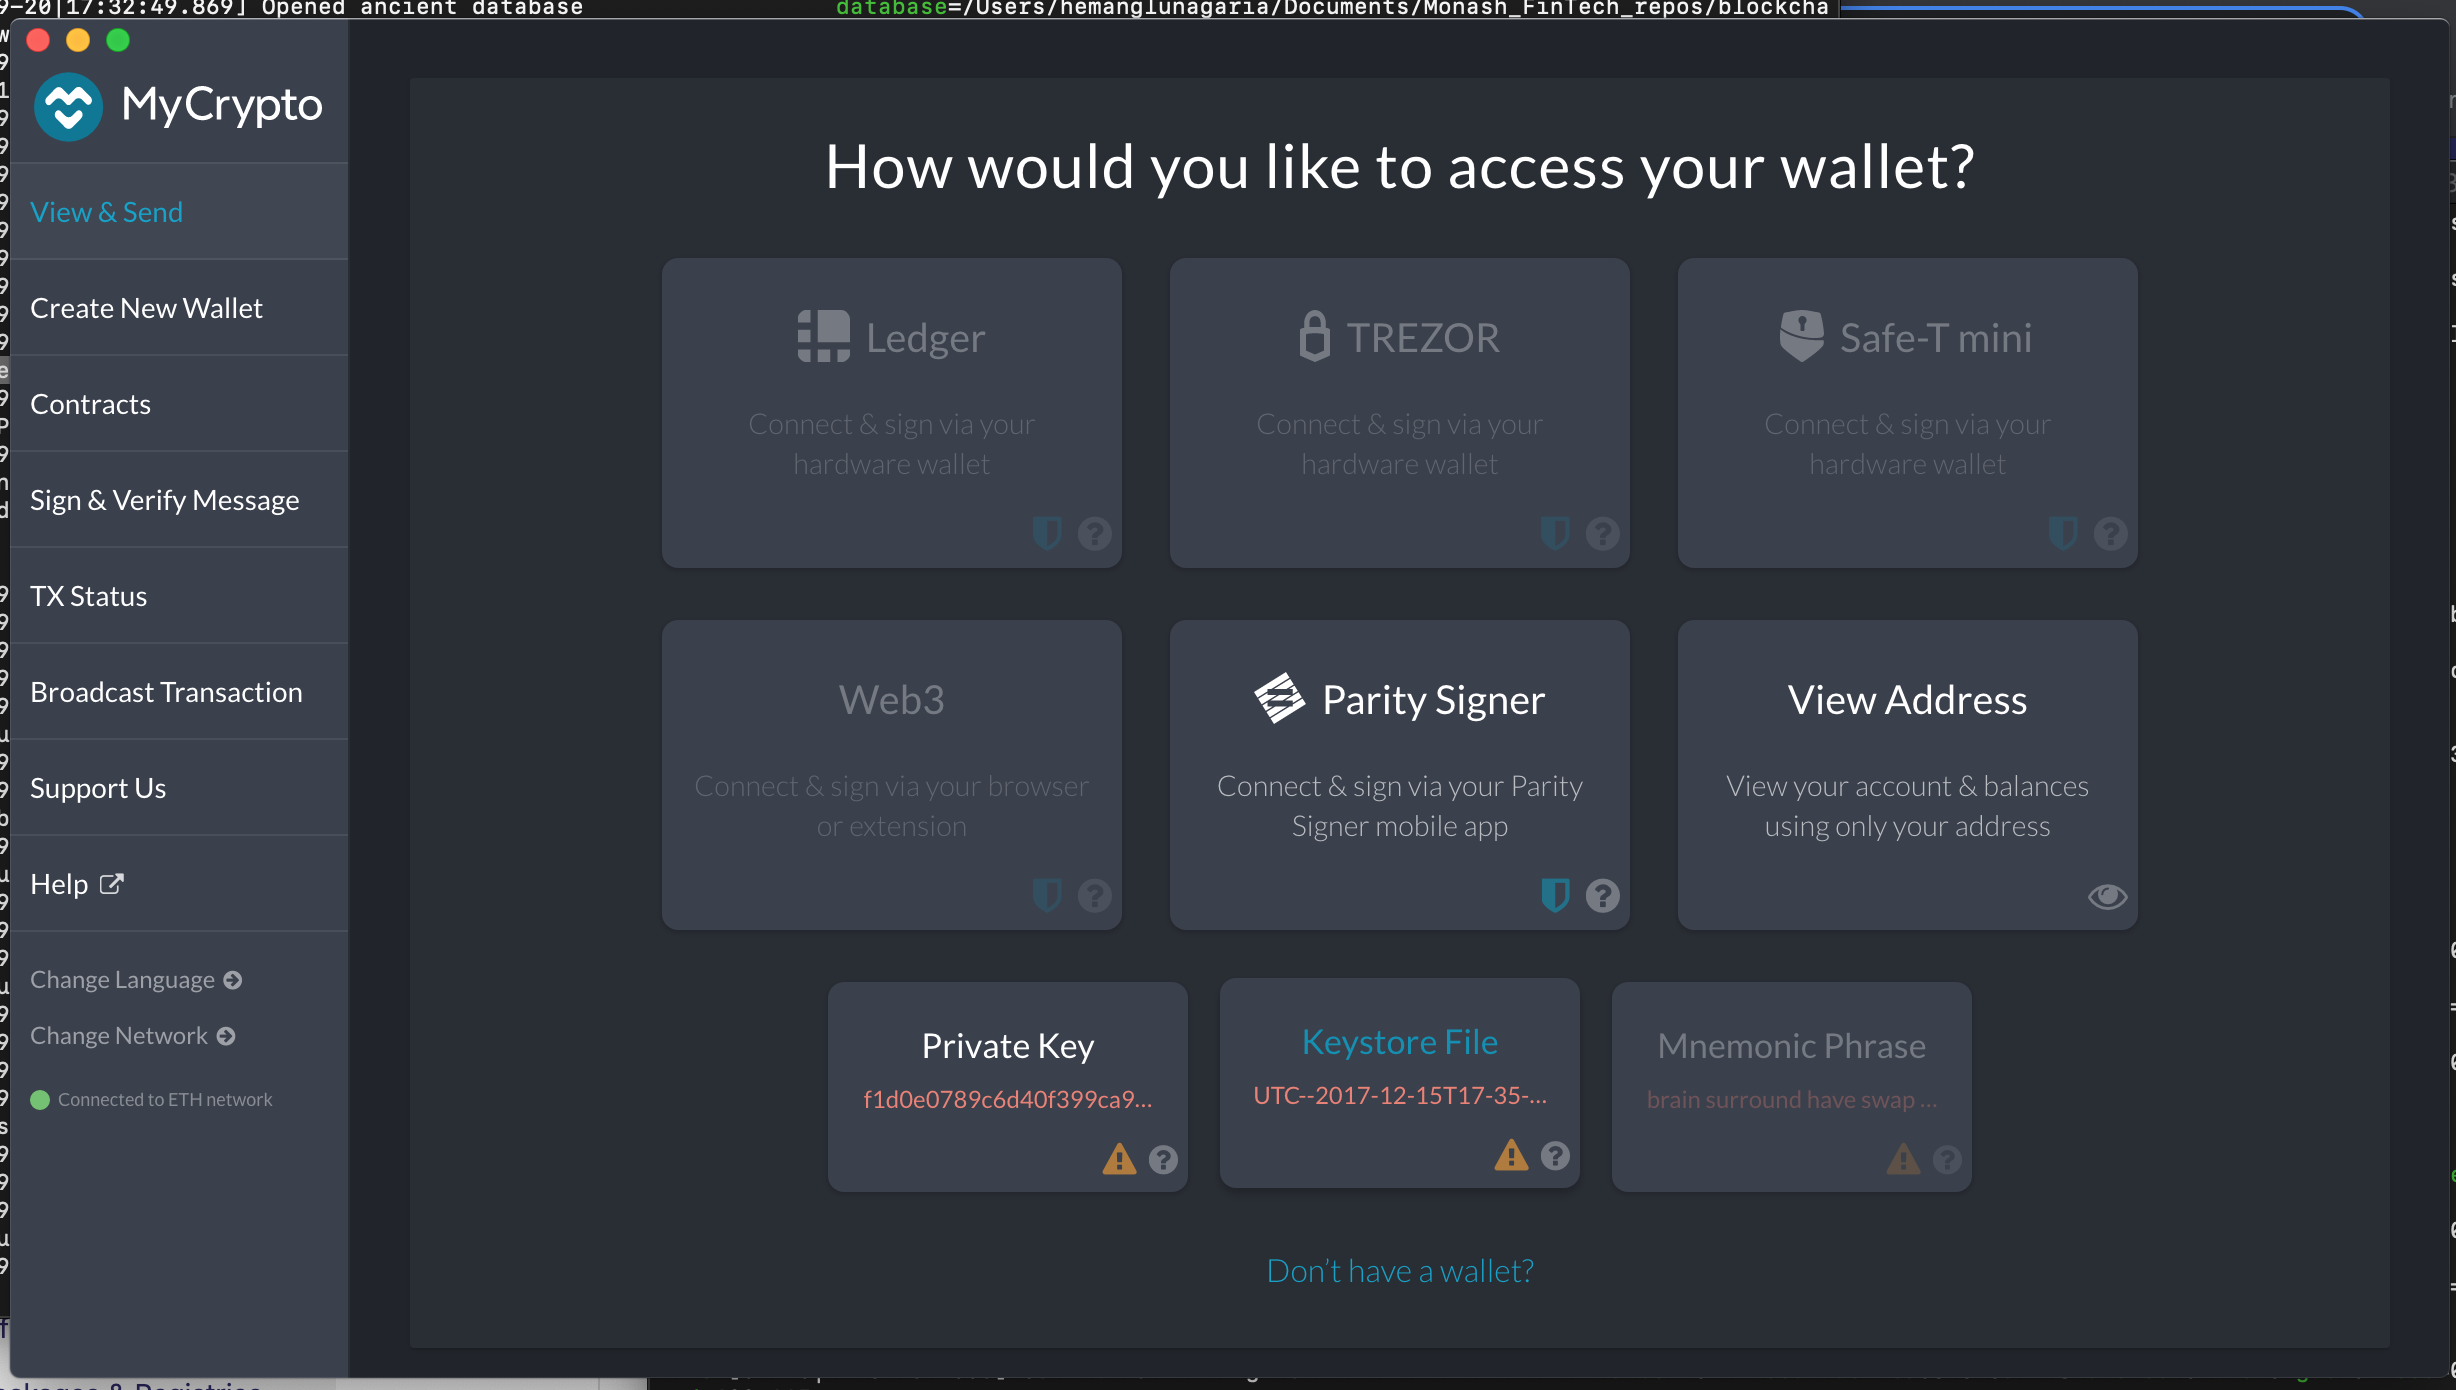 9-20|17:32:49.869] Opened ancient database database=/Users/hemanglunagaria/Documents/Monash_FinTech_repos/blockcha
MyCrypto
View & Send
Create New Wallet
Contracts
Sign & Verify Message
TX Status
Broadcast Transaction
Support Us
Help
Change Language
Change Network
Connected to ETH network
How would you like to access your wallet?
Ledger
Connect & sign via your
hardware wallet
TREZOR
Connect & sign via your
hardware wallet
Safe-T mini
Connect & sign via your
hardware wallet
Web3
Connect & sign via your browser
or extension
Parity Signer
Connect & sign via your Parity
Signer mobile app
View Address
View your account & balances
using only your address
Private Key
f1d0e0789c6d40f399ca9...
Keystore File
UTC--2017-12-15T17-35-...
Mnemonic Phrase
brain surround have swap ...
Don't have a wallet?